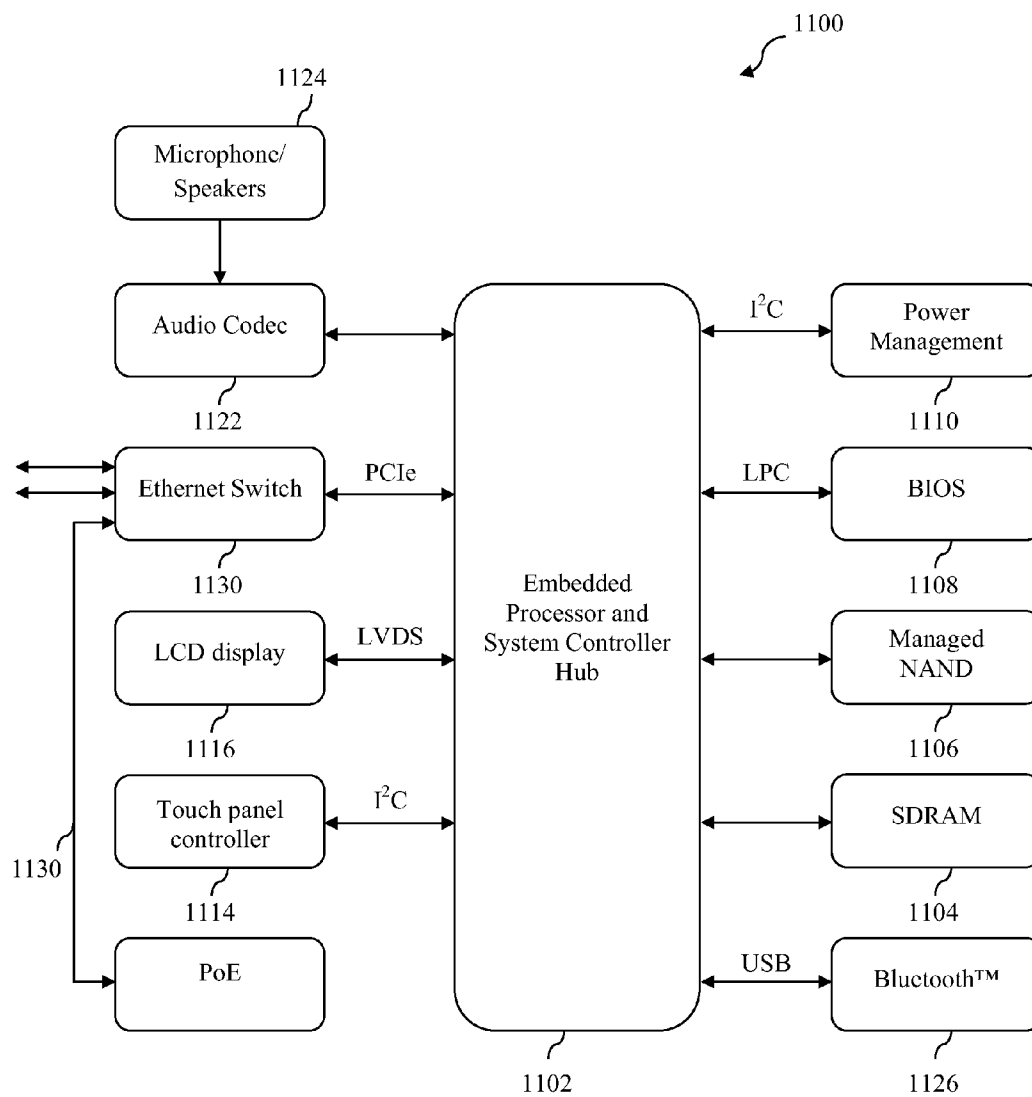 1100
1124
Microphone/
Speakers
Audio Codec
1122
I²C
Power
Management
1110
Ethernet Switch
1130
PCIe
LPC
BIOS
1108
Embedded
Processor and
System Controller
Hub
1102
LCD display
1116
LVDS
Managed
NAND
1106
Touch panel
controller
1114
I²C
SDRAM
1104
1130
PoE
USB
Bluetooth™
1126